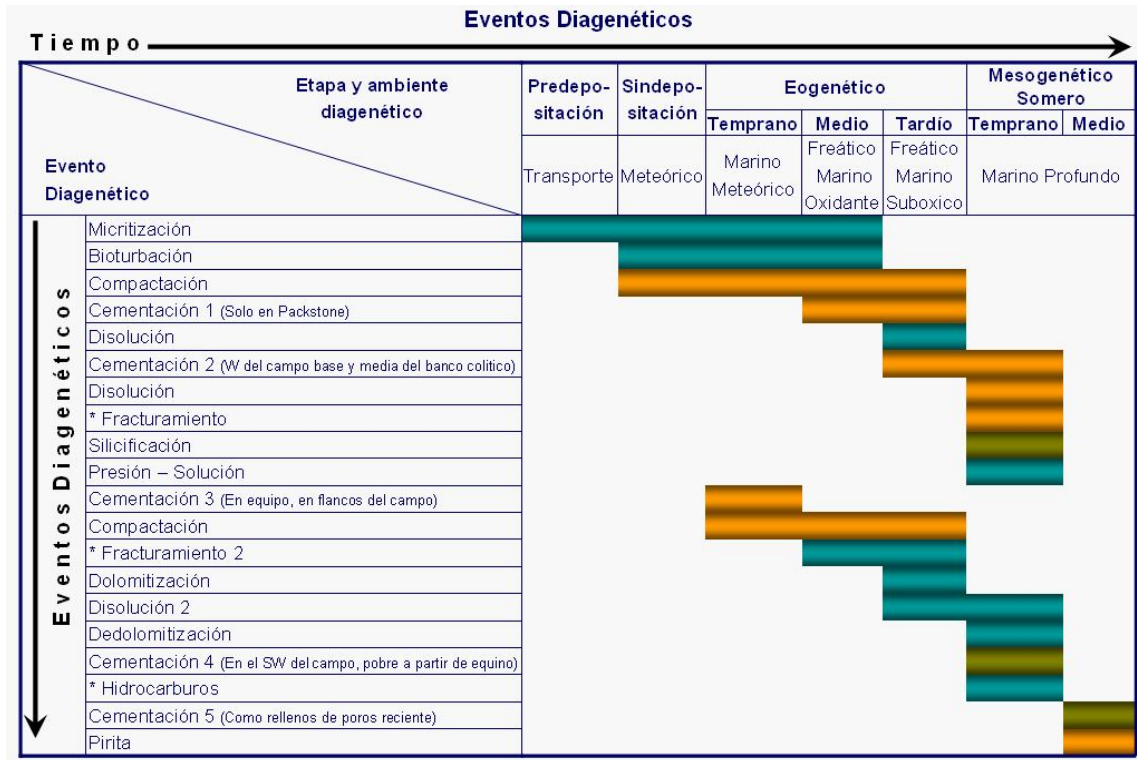 Eventos Diagenéticos
Tiempo
Etapa y ambiente
diagenético
Evento
Diagenético
Predepo-
sitación
Sindepo-
sitación
Eogenético
Mesogenético
Somero
Temprano
Medio
Tardío
Temprano
Medio
Transporte
Meteórico
Marino
Meteórico
Freático
Marino
Oxidante
Freático
Marino
Suboxico
Marino Profundo
Eventos Diagenéticos
Micritización
Bioturbación
Compactación
Cementación 1 (Solo en Packstone)
Disolución
Cementación 2 (W del campo base y media del banco colitico)
Disolución
* Fracturamiento
Silicificación
Presión – Solución
Cementación 3 (En equipo, en flancos del campo)
Compactación
* Fracturamiento 2
Dolomitización
Disolución 2
Dedolomitización
Cementación 4 (En el SW del campo, pobre a partir de equino)
* Hidrocarburos
Cementación 5 (Como rellenos de poros reciente)
Pirita